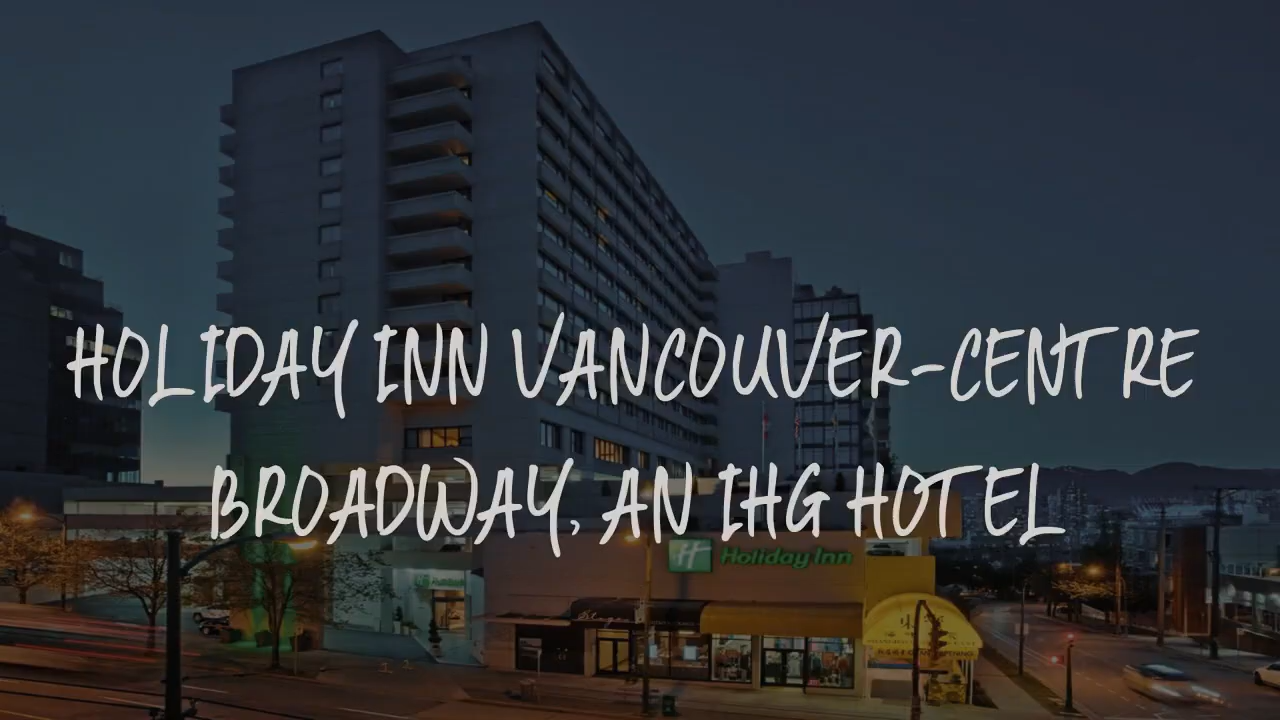 HOLIDAY INN VANCOUVER-CENTRE
BROADWAY, AN IHG HOTEL
H Holiday Inn